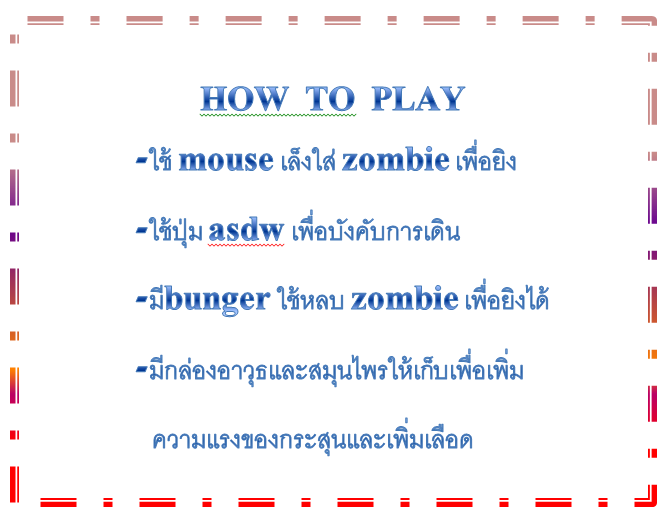 HOW TO PLAY
-ใช้ mouse เล็งใส่ zombie เพื่อยิง
-ใช้ปุ่ม asdw เพื่อบังคับการเดิน
-มีbunger ใช้หลบ zombie เพื่อยิงได้
-มีกล่องอาวุธและสมุนไพรให้เก็บเพื่อเพิ่ม
ความแรงของกระสุนและเพิ่มเลือด